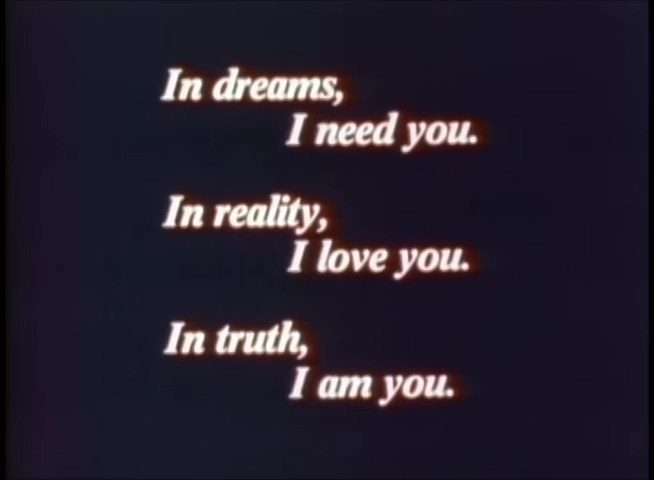 In dreams,
I need you.
In reality,
I love you.
In truth,
I am you.